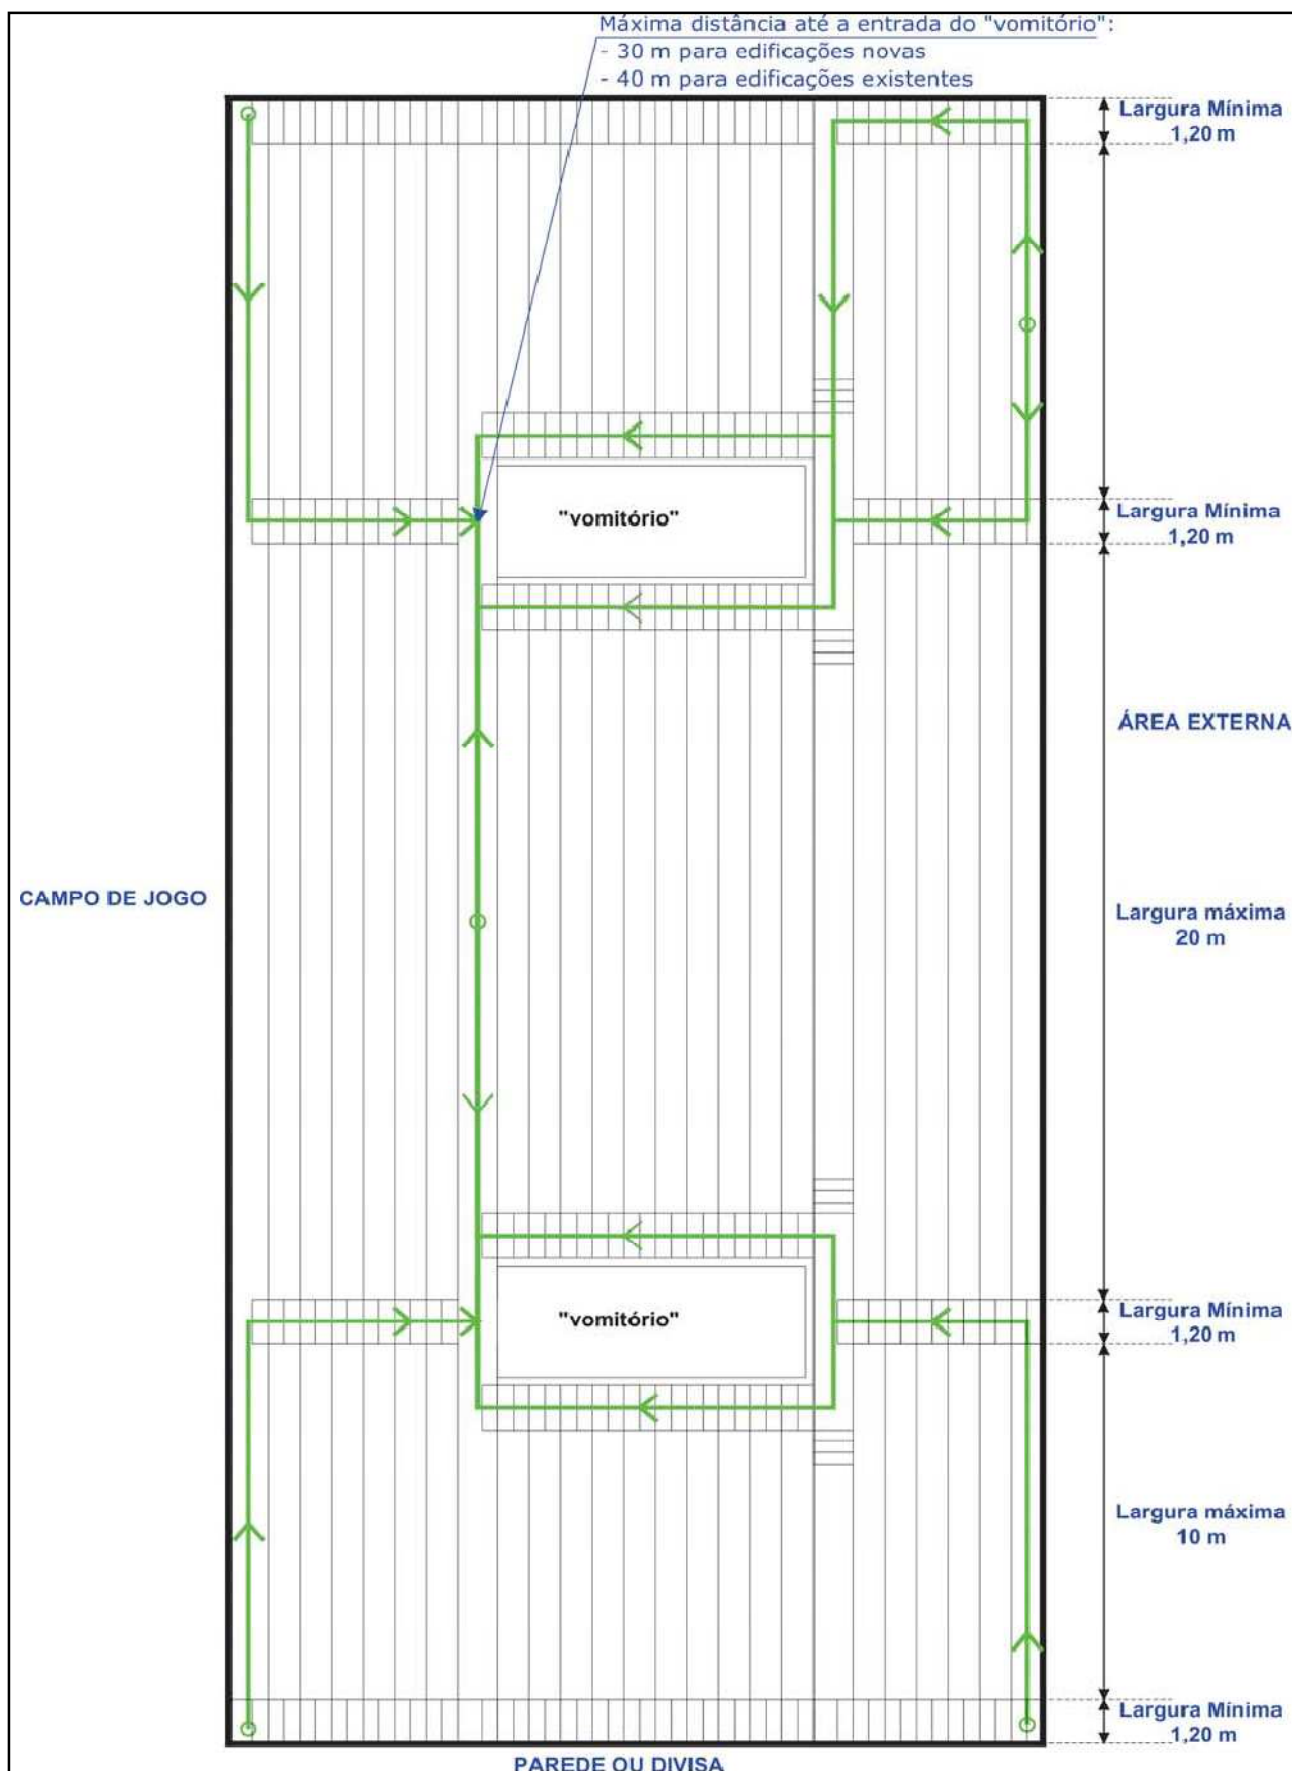 Máxima distância até a entrada do "vomitório":
- 30 m para edificações novas
- 40 m para edificações existentes
Largura Mínima
1,20 m
"vomitório"
Largura Mínima
1,20 m
ÁREA EXTERNA
CAMPO DE JOGO
Largura máxima
20 m
"vomitório"
Largura Mínima
1,20 m
Largura máxima
10 m
Largura Mínima
1,20 m
PAREDE OU DIVISA